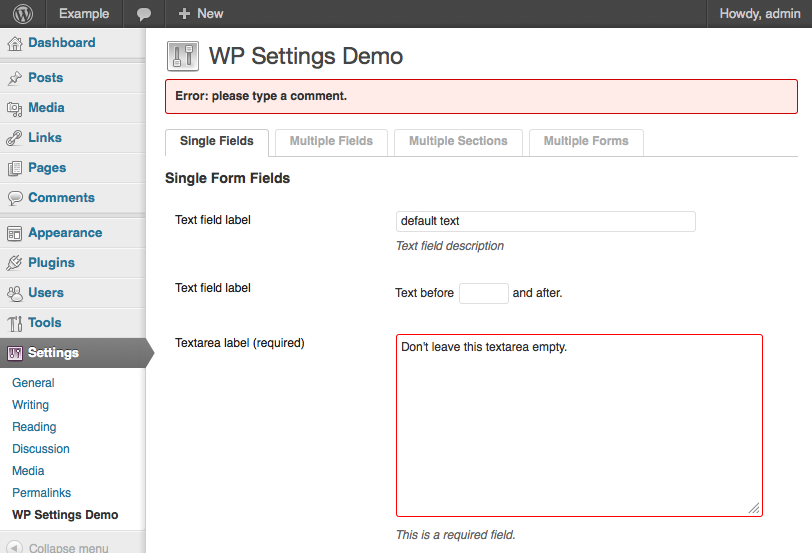 Example
New
Howdy, admin
Dashboard
Posts
Media
Links
Pages
Comments
Appearance
Plugins
Users
Tools
Settings
General
Writing
Reading
Discussion
Media
Permalinks
WP Settings Demo
Collapse menu
WP Settings Demo
Error: please type a comment.
Single Fields
Multiple Fields
Multiple Sections
Multiple Forms
Single Form Fields
Text field label
default text
Text field description
Text field label
Text before and after.
Textarea label (required)
Don't leave this textarea empty.
This is a required field.